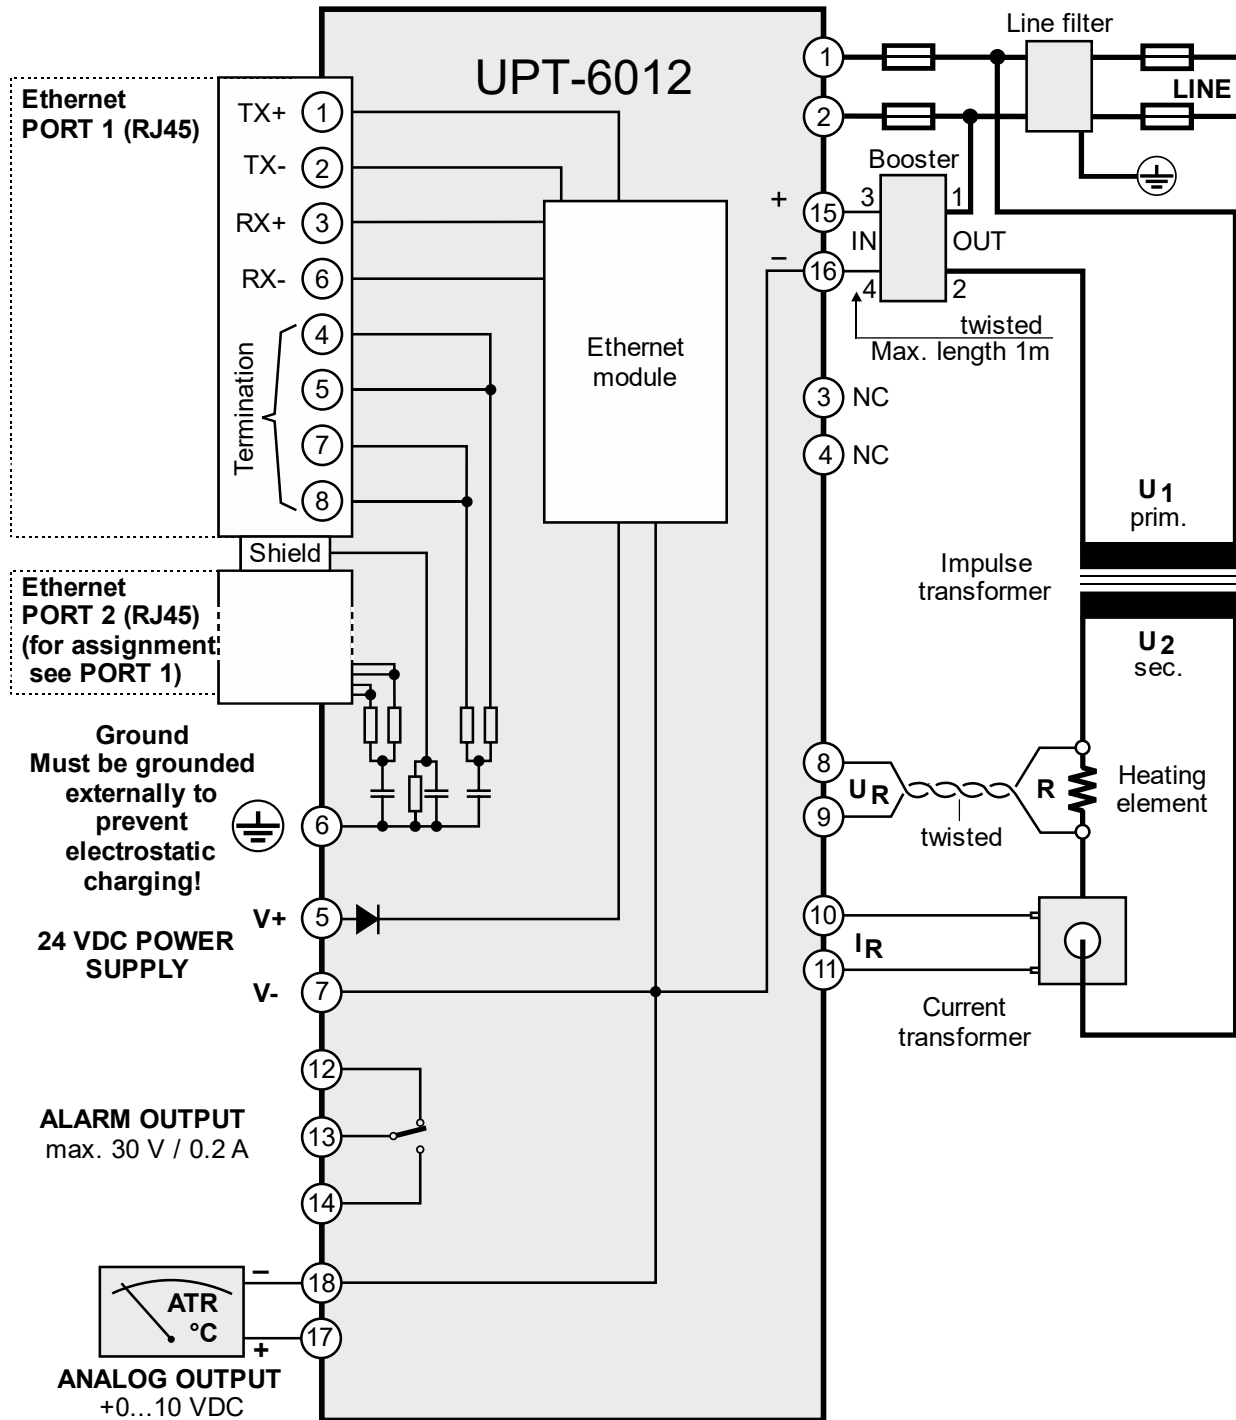 UPT-6012
Ethernet
PORT 1 (RJ45)
TX+ 1
TX- 2
RX+ 3
RX- 6
4
5
7
8
Termination
Shield
Ethernet
PORT 2 (RJ45)
(for assignment
see PORT 1)
Ground
Must be grounded
externally to
prevent
electrostatic
charging!
6
V+ 5
24 VDC POWER
SUPPLY
V- 7
12
ALARM OUTPUT
max. 30 V / 0.2 A
13
14
– 18
ATR
°C
+ 17
ANALOG OUTPUT
+0...10 VDC
Ethernet
module
1
2
Line filter
LINE
Booster
+ 15 3 1
IN OUT
– 16 4 2
twisted
Max. length 1m
3 NC
4 NC
U1
prim.
Impulse
transformer
U2
sec.
8
UR
9
twisted
R
Heating
element
10
IR
11
Current
transformer